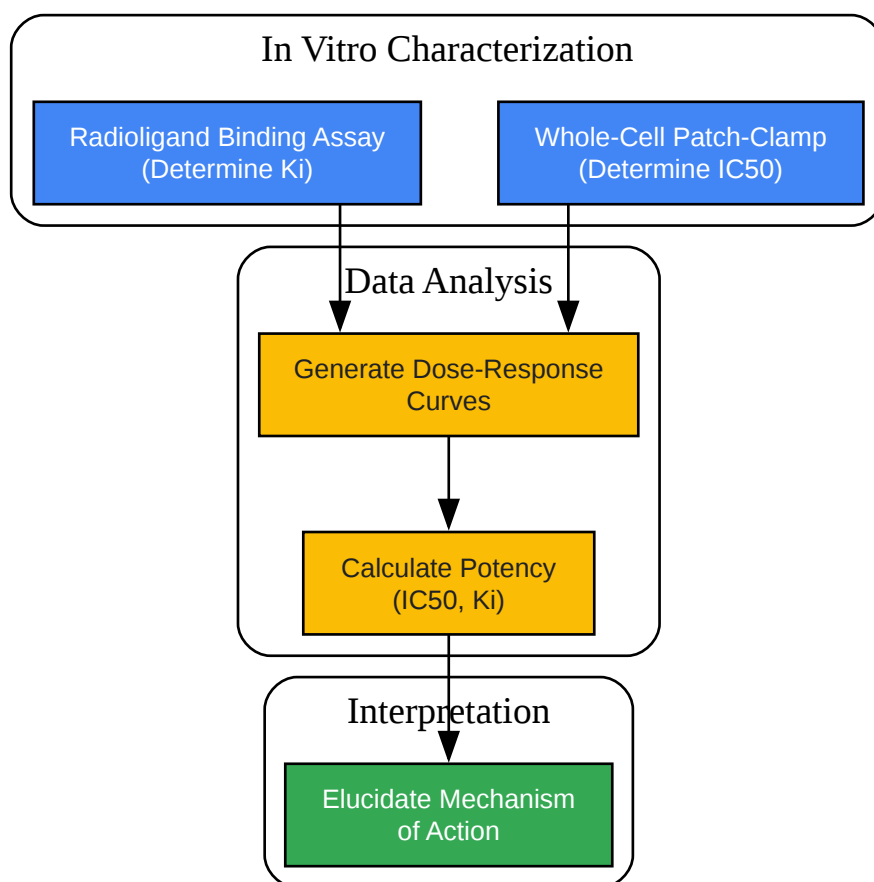 In Vitro Characterization
Radioligand Binding Assay
(Determine Ki)
Whole-Cell Patch-Clamp
(Determine IC50)
Data Analysis
Generate Dose-Response
Curves
Calculate Potency
(IC50, Ki)
Interpretation
Elucidate Mechanism
of Action